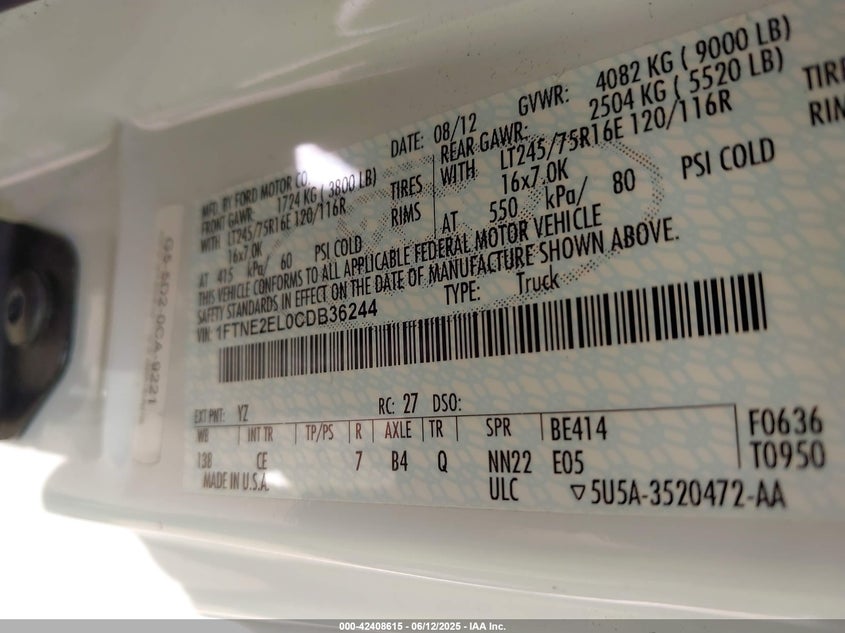 MFD. BY FORD MOTOR CO.
DATE: 08/12 GVWR: 4082 KG ( 9000 LB)
FRONT GAWR: 1724 KG ( 3800 LB) REAR GAWR: 2504 KG ( 5520 LB)
WITH LT245/75R16E 120/116R TIRES WITH LT245/75R16E 120/116R TIRE
16x7.0K RIMS 16x7.0K RIM
AT 415 kPa/ 60 PSI COLD AT 550 kPa/ 80 PSI COLD
THIS VEHICLE CONFORMS TO ALL APPLICABLE FEDERAL MOTOR VEHICLE
SAFETY STANDARDS IN EFFECT ON THE DATE OF MANUFACTURE SHOWN ABOVE.
VIN: 1FTNE2EL0CDB36244 TYPE: Truck
EXT PNT: YZ RC: 27 DSO:
WB INT TR TP/PS R AXLE TR SPR BE414 F0636
138 CE 7 B4 Q NN22 E05 T0950
MADE IN U.S.A. ULC ▽5U5A-3520472-AA
000-42408615 - 06/12/2025 - IAA Inc.